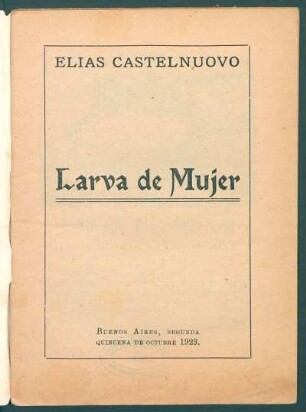 ELIAS CASTELNUOVO
Larva de Mujer
BUENOS AIRES, SEGUNDA
QUINCENA DE OCTUBRE 1923.